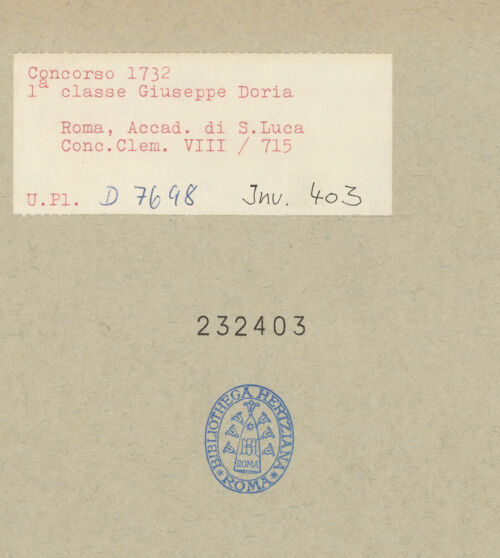 Concorso 1732
1ª classe Giuseppe Doria
Roma, Accad. di S.Luca
Conc.Clem. VIII / 715
U.Pl. D 7698 Inv. 403
232403
BIBLIOTHECA HERTZIANA
ROMA
ROMA